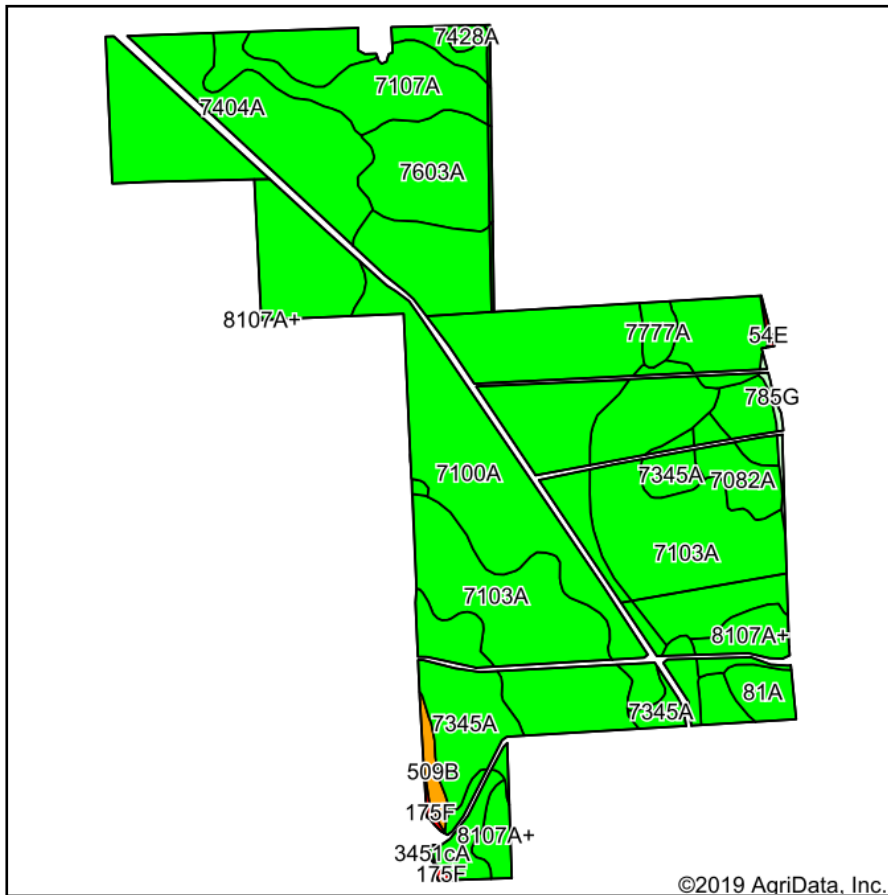 7428A
7107A
7404A
7603A
8107A+
7777A
54E
785G
7100A
7345A
7082A
7103A
7103A
8107A+
81A
7345A
7345A
509B
175F
8107A+
3451cA
175F
©2019 AgriData, Inc.